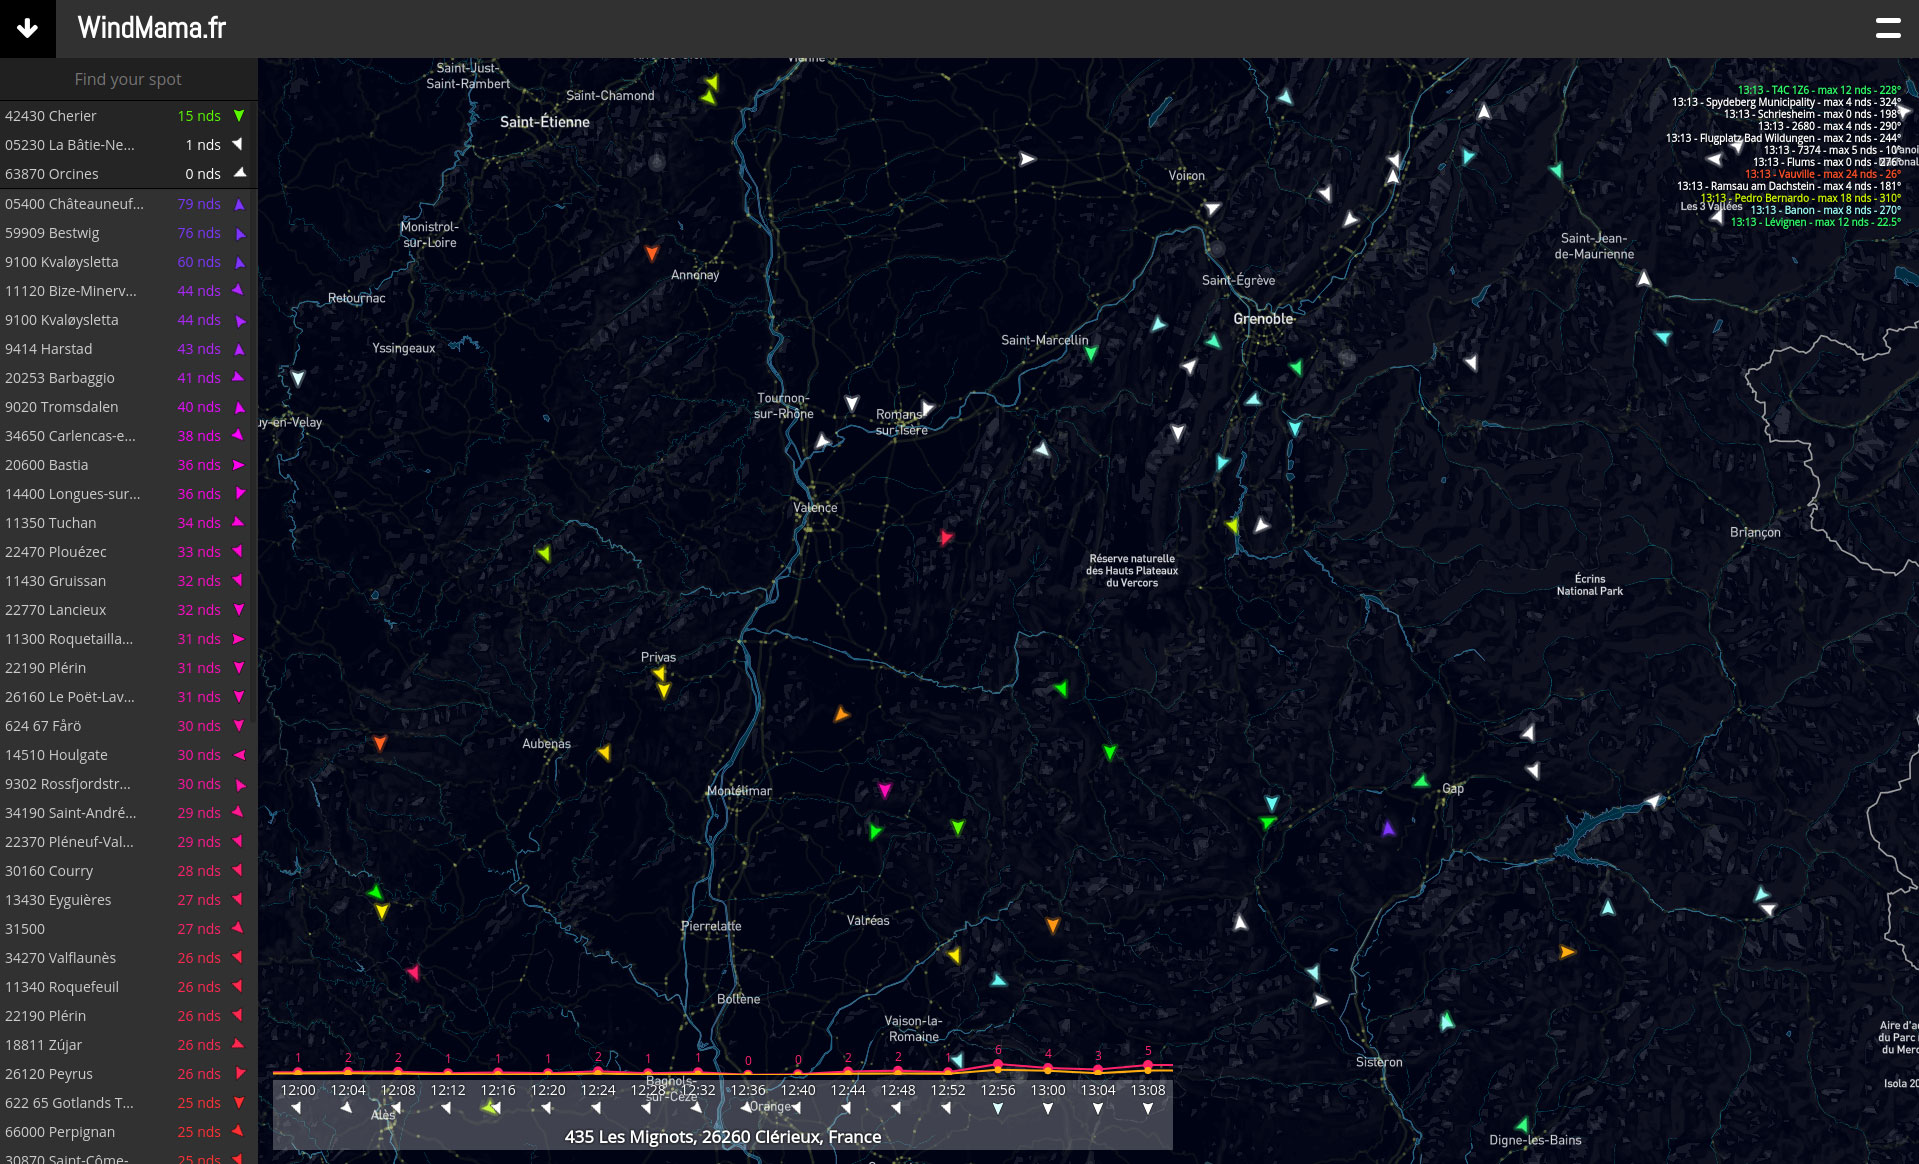 WindMama.fr
Find your spot
42430 Cherier 15 nds
05230 La Bâtie-Ne... 1 nds
63870 Orcines 0 nds
05400 Châteauneuf... 79 nds
59909 Bestwig 76 nds
9100 Kvaløysletta 60 nds
11120 Bize-Minerv... 44 nds
9100 Kvaløysletta 44 nds
9414 Harstad 43 nds
20253 Barbaggio 41 nds
9020 Tromsdalen 40 nds
34650 Carlencas-e... 38 nds
20600 Bastia 36 nds
14400 Longues-sur... 36 nds
11350 Tuchan 34 nds
22470 Plouézec 33 nds
11430 Gruissan 32 nds
22770 Lancieux 32 nds
11300 Roquetailla... 31 nds
22190 Plérin 31 nds
26160 Le Poët-Lav... 31 nds
624 67 Fårö 30 nds
14510 Houlgate 30 nds
9302 Rossfjordstr... 30 nds
34190 Saint-André... 29 nds
22370 Pléneuf-Val... 29 nds
30160 Courry 28 nds
13430 Eyguières 27 nds
31500 27 nds
34270 Valflaunès 26 nds
11340 Roquefeuil 26 nds
22190 Plérin 26 nds
18811 Zújar 26 nds
26120 Peyrus 26 nds
622 65 Gotlands T... 25 nds
66000 Perpignan 25 nds
30870 Saint-Côme- 25 nds
13:13 - T4C 1Z6 - max 12 nds - 228°
13:13 - Spydeberg Municipality - max 4 nds - 324°
13:13 - Schriesheim - max 0 nds - 198°
13:13 - 2680 - max 4 nds - 290°
13:13 - Flugplatz Bad Wildungen - max 2 nds - 244°
13:13 - 7374 - max 5 nds - 10°
13:13 - Flums - max 0 nds - 276°
13:13 - Vauville - max 24 nds - 26°
13:13 - Ramsau am Dachstein - max 4 nds - 181°
13:13 - Pedro Bernardo - max 18 nds - 310°
13:13 - Banon - max 8 nds - 270°
13:13 - Lévignen - max 12 nds - 22.5°
Vienne
Saint-Just-
Saint-Rambert
Saint-Chamond
Saint-Étienne
Voiron
Les 3 Vallées
Monistrol-
sur-Loire
Saint-Jean-
de-Maurienne
Annonay
Saint-Égrève
Retournac
Grenoble
Saint-Marcellin
Yssingeaux
Tournon-
sur-Rhône
Romans-
sur-Isère
uy-en-Velay
Valence
Briançon
Réserve naturelle
des Hauts Plateaux
du Vercors
Écrins
National Park
Privas
Aubenas
Montélimar
Gap
Valréas
Pierrelatte
Bollène
Vaison-la-
Romaine
Sisteron
Aire d'a
du Parc
du Merc
Isola 20
Bagnols-
sur-Cèze
Orange
Alès
Digne-les-Bains
1 2 2 1 1 1 2 1 1 0 0 2 2 1 6 4 3 5
12:00 12:04 12:08 12:12 12:16 12:20 12:24 12:28 12:32 12:36 12:40 12:44 12:48 12:52 12:56 13:00 13:04 13:08
435 Les Mignots, 26260 Clérieux, France